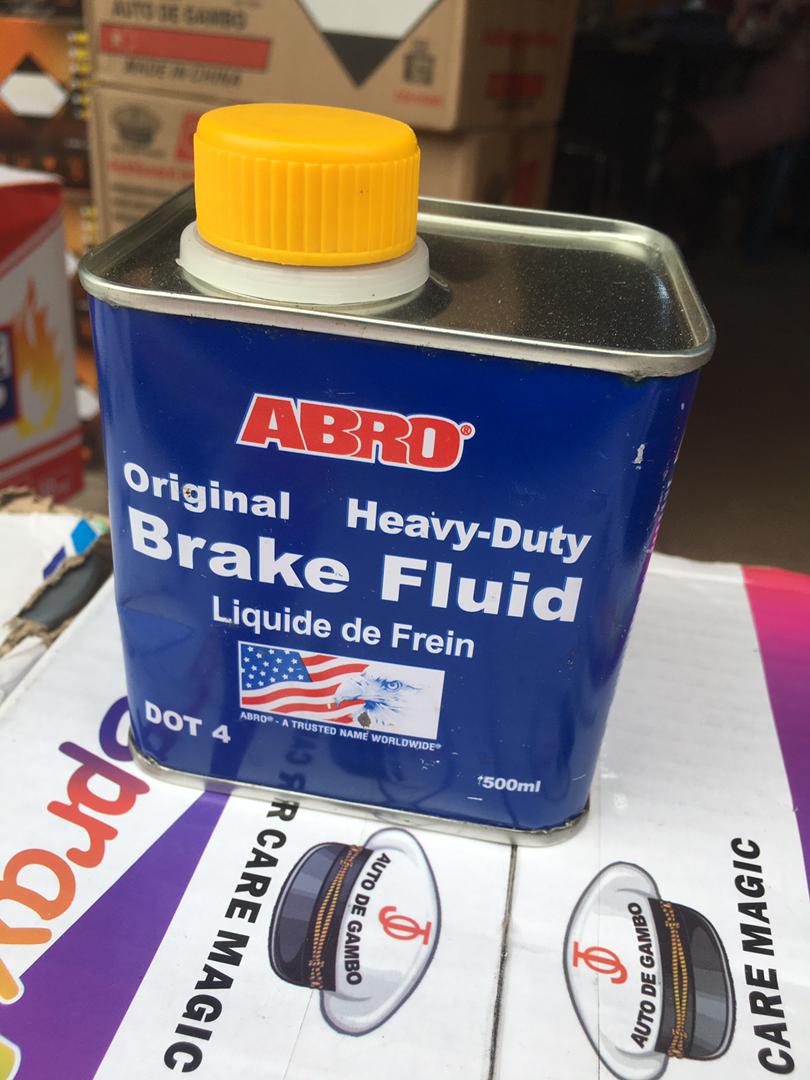 AUTO DE GAMBO
MADE IN CHINA
ABRO®
Original Heavy-Duty
Brake Fluid
Liquide de Frein
ABRO® - A TRUSTED NAME WORLDWIDE®
DOT 4
500ml
CAR CARE MAGIC
AUTO DE GAMBO
AUTO DE GAMBO
CARE MAGIC